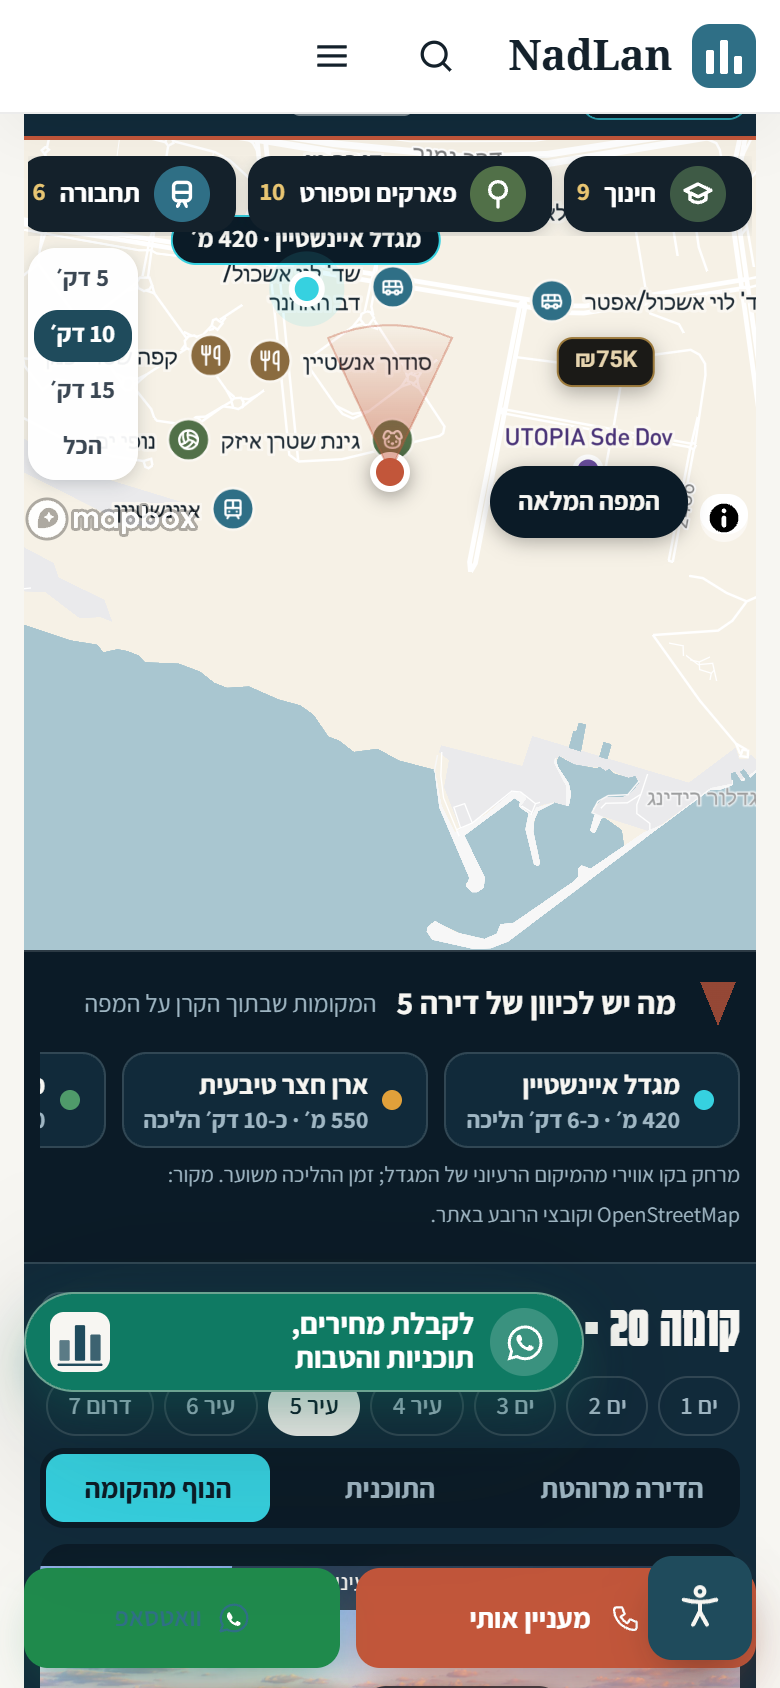 NadLan
חינוך 9
פארקים וספורט 10
תחבורה 6
מגדל איינשטיין · 420 מ׳
5 דק׳
10 דק׳
15 דק׳
הכל
שד' לוי אשכול/
ד' לוי אשכול/אפטר
קפה
סודוך אנשטיין
₪75K
UTOPIA Sde Dov
גינת שטרן איזק
המפה המלאה
mapbox
איינשטיין
מה יש לכיוון של דירה 5
המקומות שבתוך הקרן על המפה
מגדל איינשטיין
420 מ׳ · כ-6 דק׳ הליכה
ארן חצר טיבעית
550 מ׳ · כ-10 דק׳ הליכה
מרחק בקו אווירי מהמיקום הרעיוני של המגדל; זמן ההליכה משוער. מקור:
OpenStreetMap וקובצי הרובע באתר.
קומה 20 -
לקבלת מחירים,
תוכניות והטבות
ים 1
ים 2
ים 3
עיר 4
עיר 5
עיר 6
דרום 7
הדירה מרוהטת
התוכנית
הנוף מהקומה
מעניין אותי
וואטסאפ